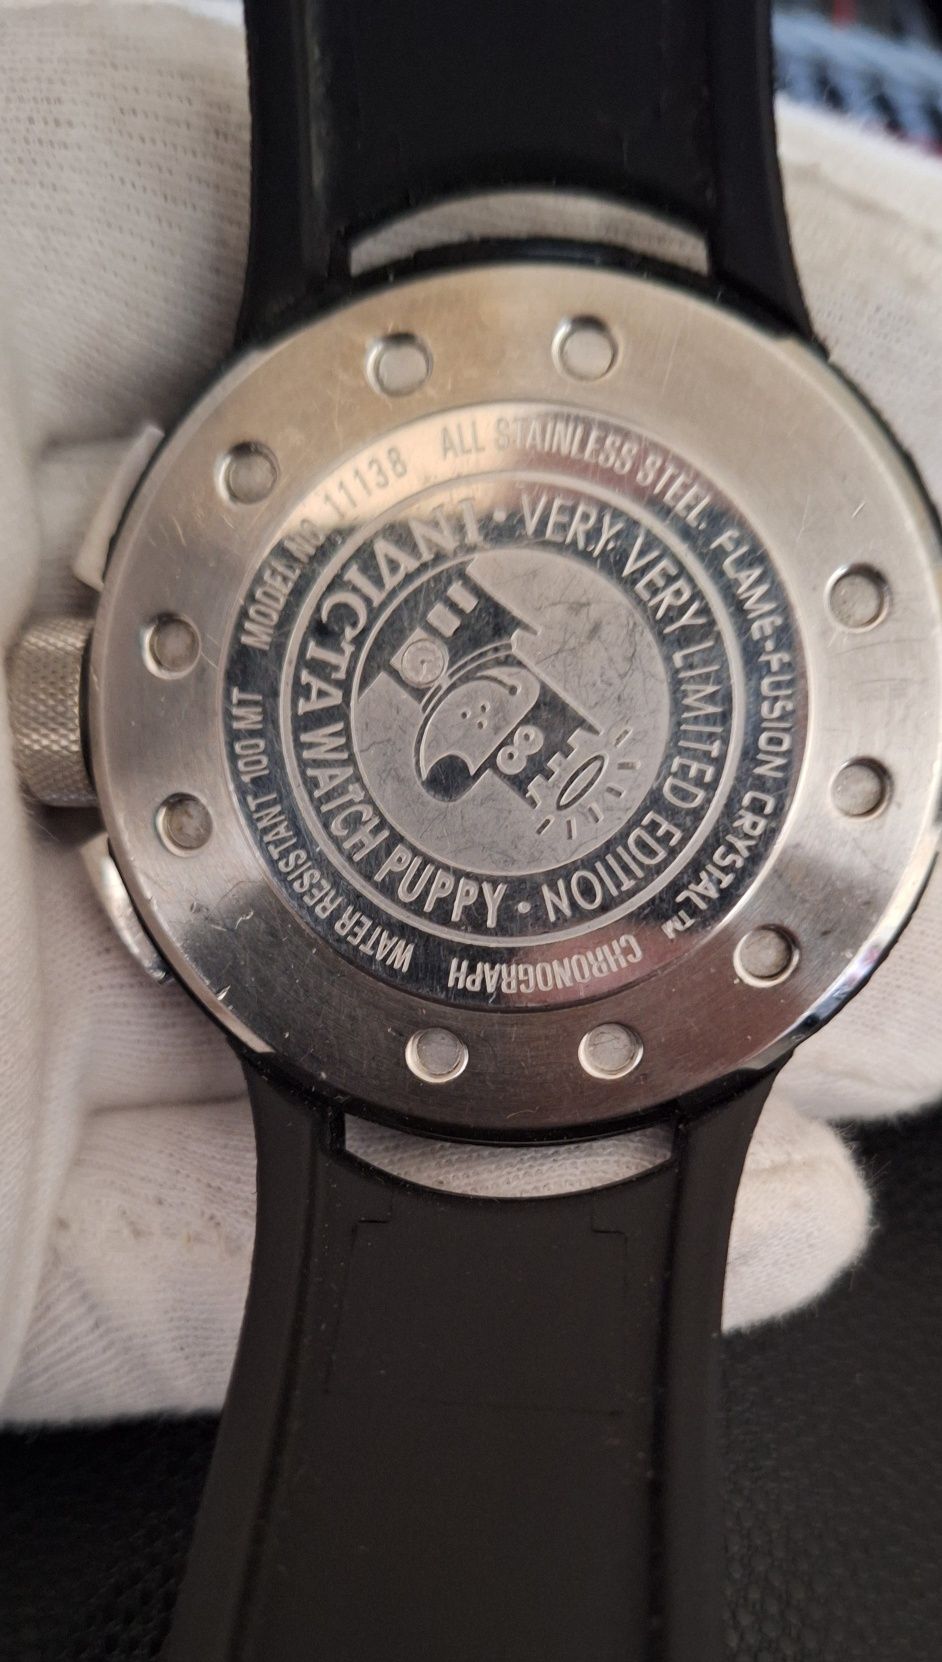 MODEL NO. 11138
ALL STAINLESS STEEL
FLAME-FUSION CRYSTAL™
CHRONOGRAPH
WATER RESISTANT 100 MT
INVICTA WATCH PUPPY •
VERY, VERY LIMITED EDITION •